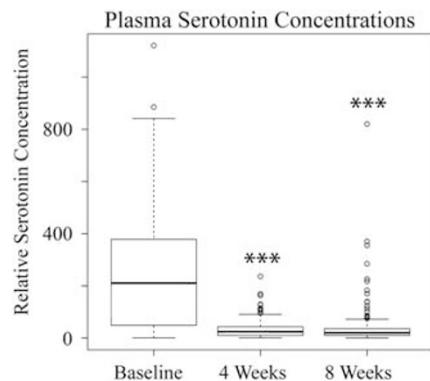 Plasma Serotonin Concentrations
Relative Serotonin Concentration
800
400
0
***
***
Baseline 4 Weeks 8 Weeks